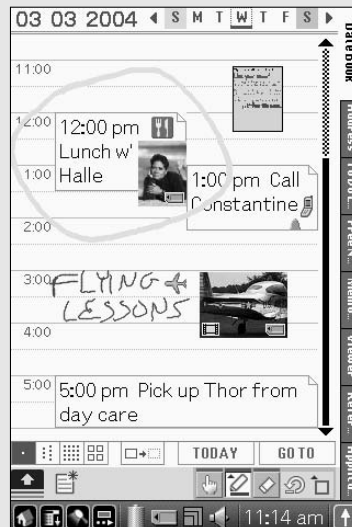 03 03 2004 S M T W T F S
11:00
12:00
12:00 pm
Lunch w'
Halle
1:00
1:00 pm Call
Constantine
2:00
3:00
FLYING
LESSONS
4:00
5:00
5:00 pm Pick up Thor from
day care
TODAY GO TO
11:14 am
Date Book
Address
Memo..
Viewer